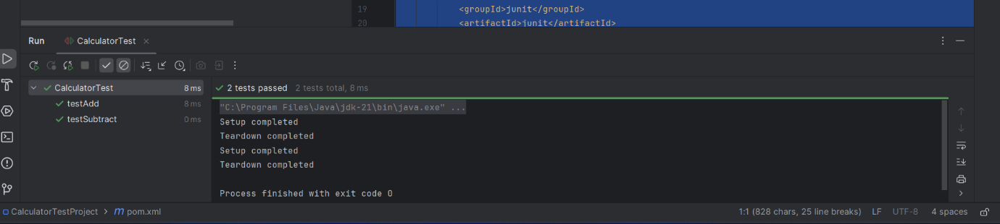 19 <groupId>junit</groupId>
20 <artifactId>junit</artifactId>
Run CalculatorTest
CalculatorTest 8 ms
testAdd 8 ms
testSubtract 0 ms
2 tests passed 2 tests total, 8 ms
"C:\Program Files\Java\jdk-21\bin\java.exe" ...
Setup completed
Teardown completed
Setup completed
Teardown completed
Process finished with exit code 0
CalculatorTestProject > m pom.xml 1:1 (828 chars, 25 line breaks) LF UTF-8 4 spaces